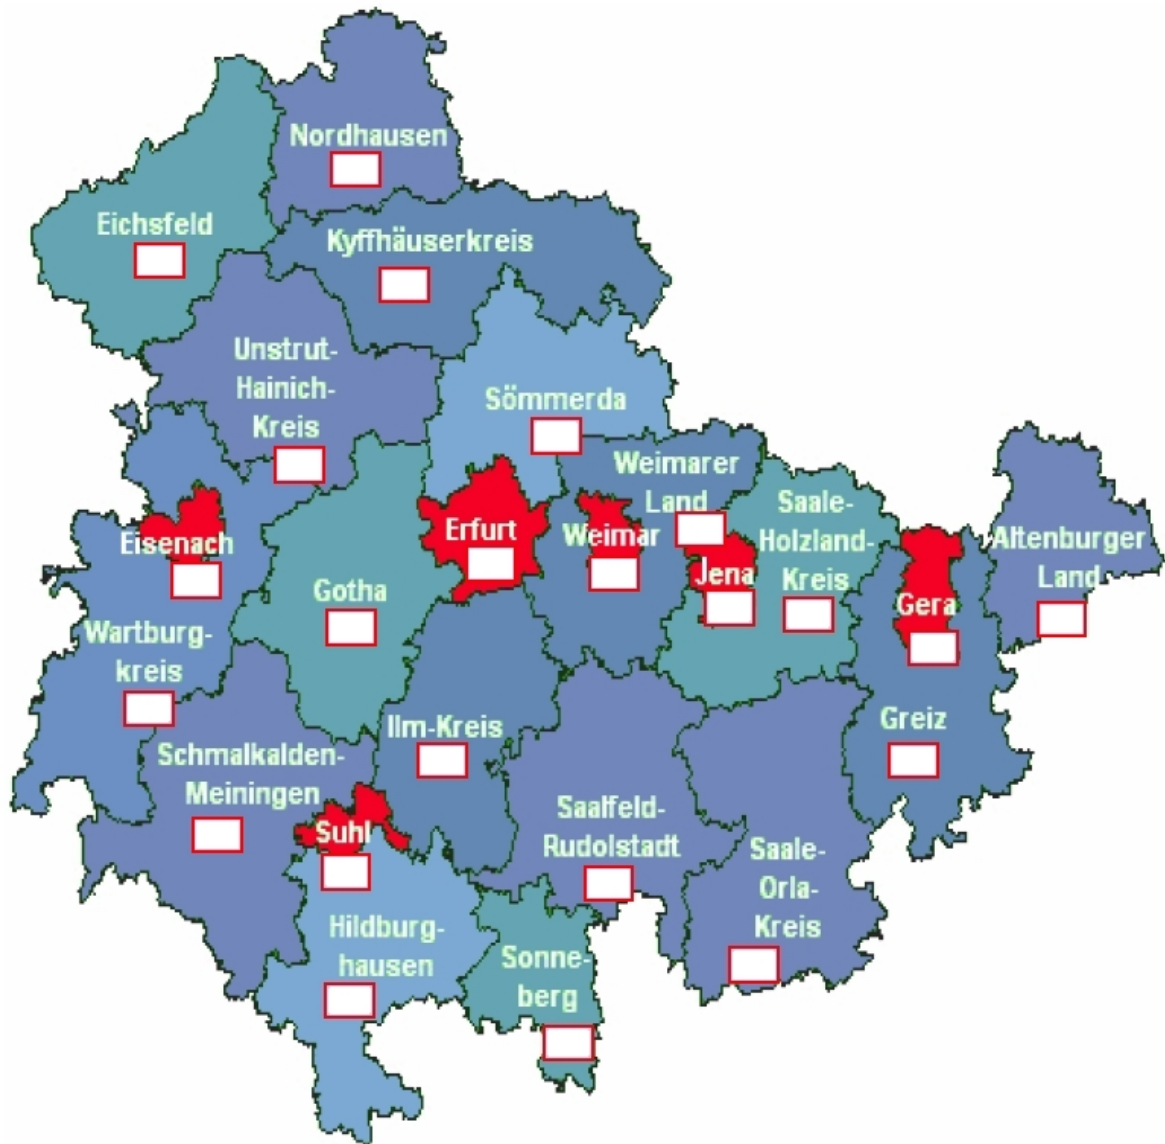 Nordhausen
Eichsfeld
Kyffhäuserkreis
Unstrut-
Hainich-
Kreis
Sömmerda
Weimarer
Land
Saale-
Holzland-
Kreis
Eisenach
Erfurt
Weimar
Jena
Gera
Altenburger
Land
Gotha
Wartburg-
kreis
Ilm-Kreis
Greiz
Schmalkalden-
Meiningen
Suhl
Saalfeld-
Rudolstadt
Saale-
Orla-
Kreis
Hildburg-
hausen
Sonne-
berg